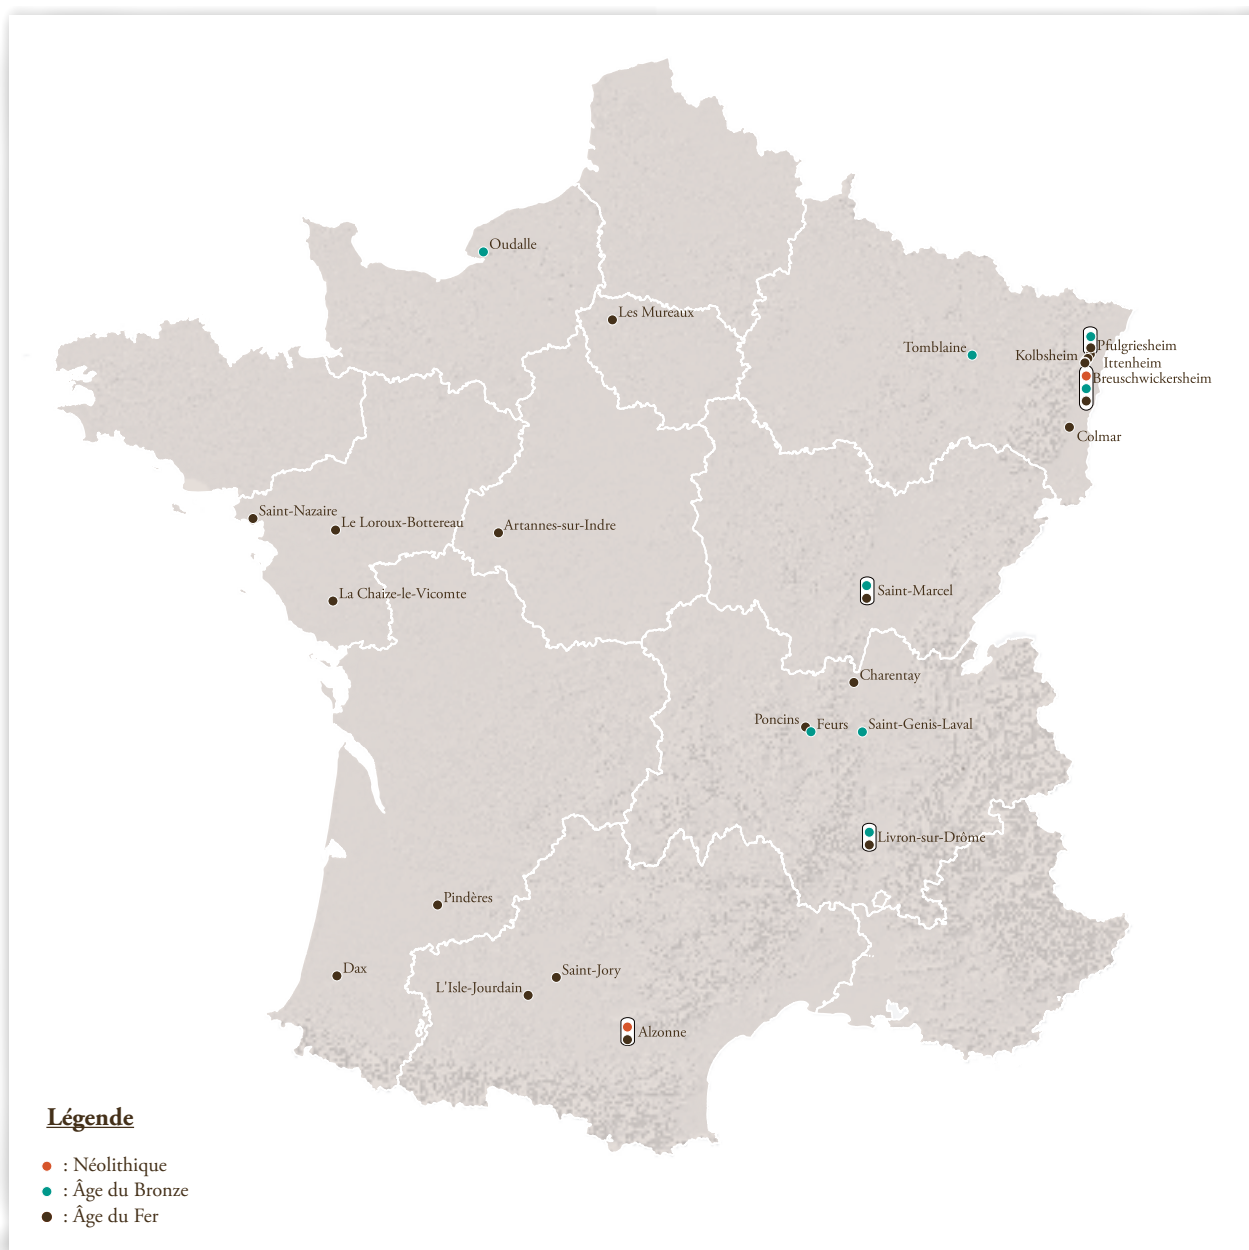 Oudalle
Les Mureaux
Tomblaine
Pfulgriesheim
Kolbsheim
Ittenheim
Breuschwickersheim
Colmar
Saint-Nazaire
Le Loroux-Bottereau
Artannes-sur-Indre
La Chaize-le-Vicomte
Saint-Marcel
Charentay
Poncins
Feurs
Saint-Genis-Laval
Livron-sur-Drôme
Pindères
Dax
Saint-Jory
L'Isle-Jourdain
Alzonne
Légende
: Néolithique
: Âge du Bronze
: Âge du Fer